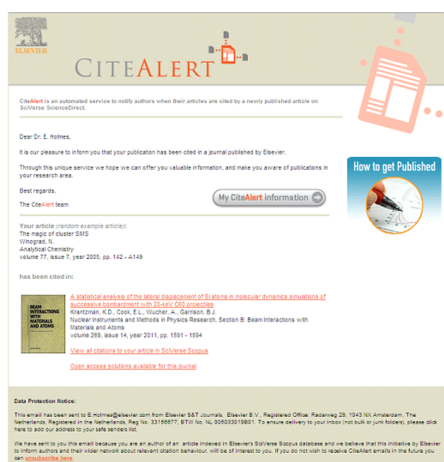 ELSEVIER
CITEALERT
CiteAlert is an automated service to notify authors when their articles are cited by a newly published article on
SciVerse ScienceDirect.
Dear Dr. E. Holmes,
It is our pleasure to inform you that your publication has been cited in a journal published by Elsevier.
Through this unique service we hope we can offer you valuable information, and make you aware of publications in
your research area.
Best regards,
The CiteAlert team
My CiteAlert information
How to get Published
Your article (random example article):
The magic of cluster SIMS
Winograd, N.
Analytical Chemistry
volume 77, issue 7, year 2005, pp. 142 - A149
has been cited in:
BEAM
INTERACTIONS
WITH
MATERIALS
AND ATOMS
A statistical analysis of the lateral displacement of Si atoms in molecular dynamics simulations of
successive bombardment with 20-keV C60 projectiles
Krantzman, K.D., Cook, E.L., Wucher, A., Garrison, B.J.
Nuclear Instruments and Methods in Physics Research, Section B: Beam Interactions with
Materials and Atoms
volume 269, issue 14, year 2011, pp. 1591 - 1594
View all citations to your article in SciVerse Scopus
Open access solutions available for this journal
Data Protection Notice:
This email has been sent to E.Holmes@elsevier.com from Elsevier S&T Journals, Elsevier B.V., Registered Office: Radarweg 29, 1043 NX Amsterdam, The
Netherlands, Registered in the Netherlands, Reg No. 33156677, BTW No. NL 005033019B01. To ensure delivery to your inbox (not bulk or junk folders), please click
here to add our address to your safe senders list.
We have sent to you this email because you are an author of an article indexed in Elsevier's SciVerse Scopus database and we believe that this initiative by Elsevier
to inform authors and their wider network about relevant citation behaviour, will be of interest to you. If you do not wish to receive CiteAlert emails in the future you
can unsubscribe here.